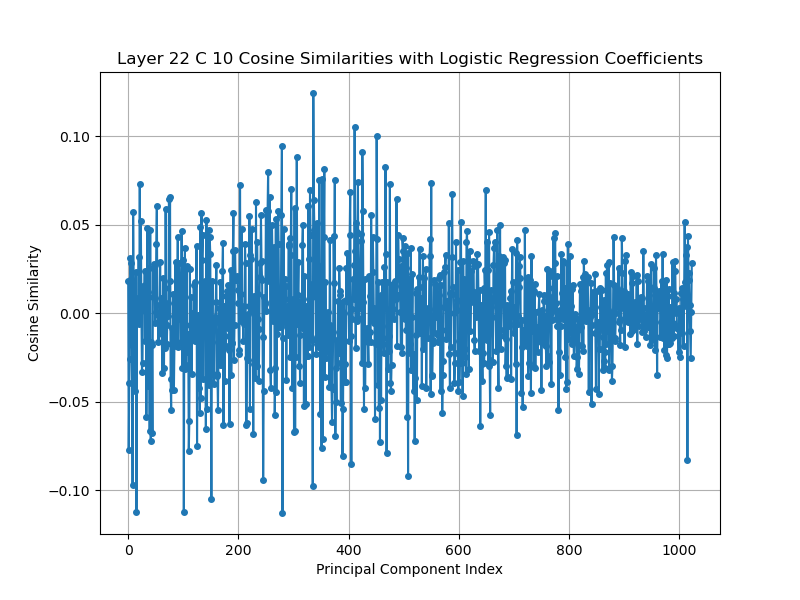 Layer 22 C 10 Cosine Similarities with Logistic Regression Coefficients
0.10
0.05
0.00
−0.05
−0.10
Cosine Similarity
0 200 400 600 800 1000
Principal Component Index